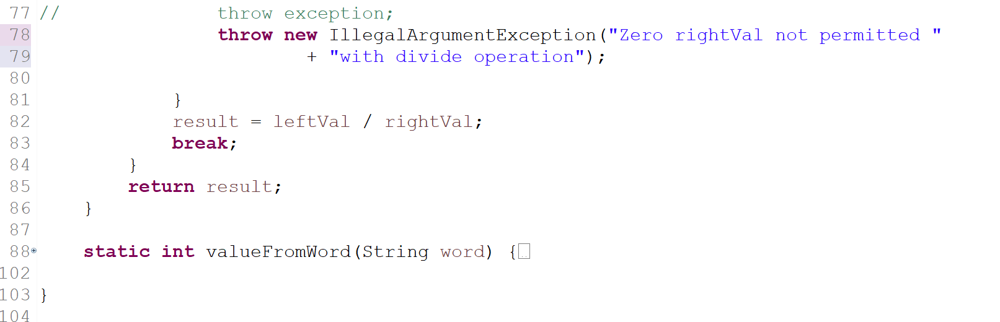 77 //              throw exception;
78                 throw new IllegalArgumentException("Zero rightVal not permitted "
79                         + "with divide operation");
80
81             }
82             result = leftVal / rightVal;
83             break;
84         }
85         return result;
86     }
87
88     static int valueFromWord(String word) {
102
103 }
104